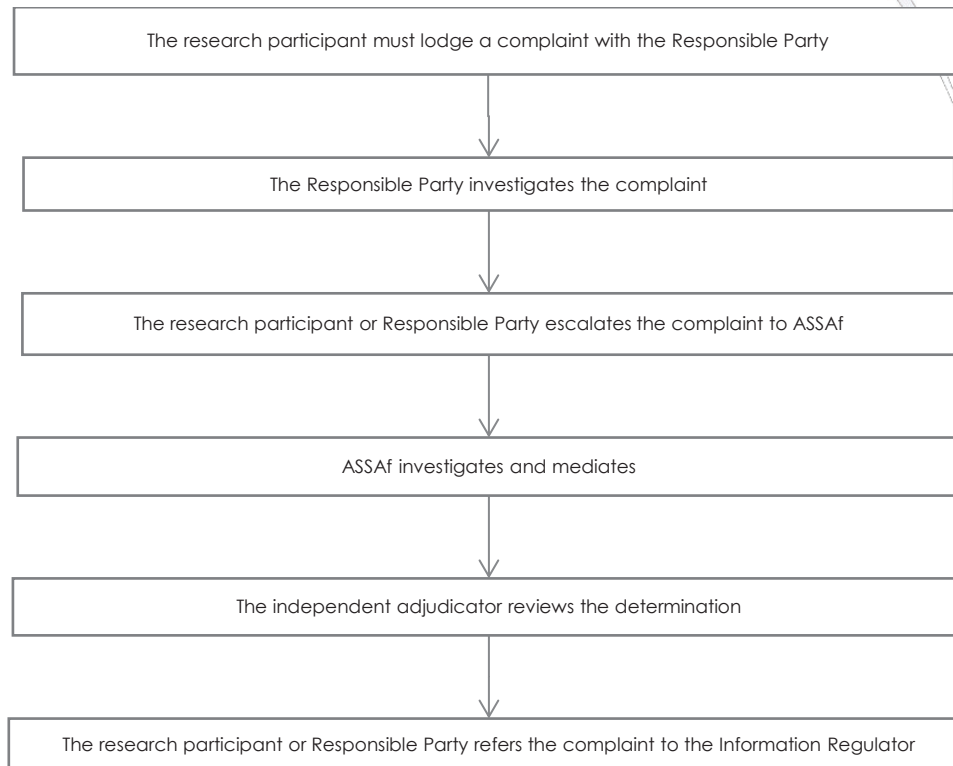 The research participant must lodge a complaint with the Responsible Party
The Responsible Party investigates the complaint
The research participant or Responsible Party escalates the complaint to ASSAf
ASSAf investigates and mediates
The independent adjudicator reviews the determination
The research participant or Responsible Party refers the complaint to the Information Regulator